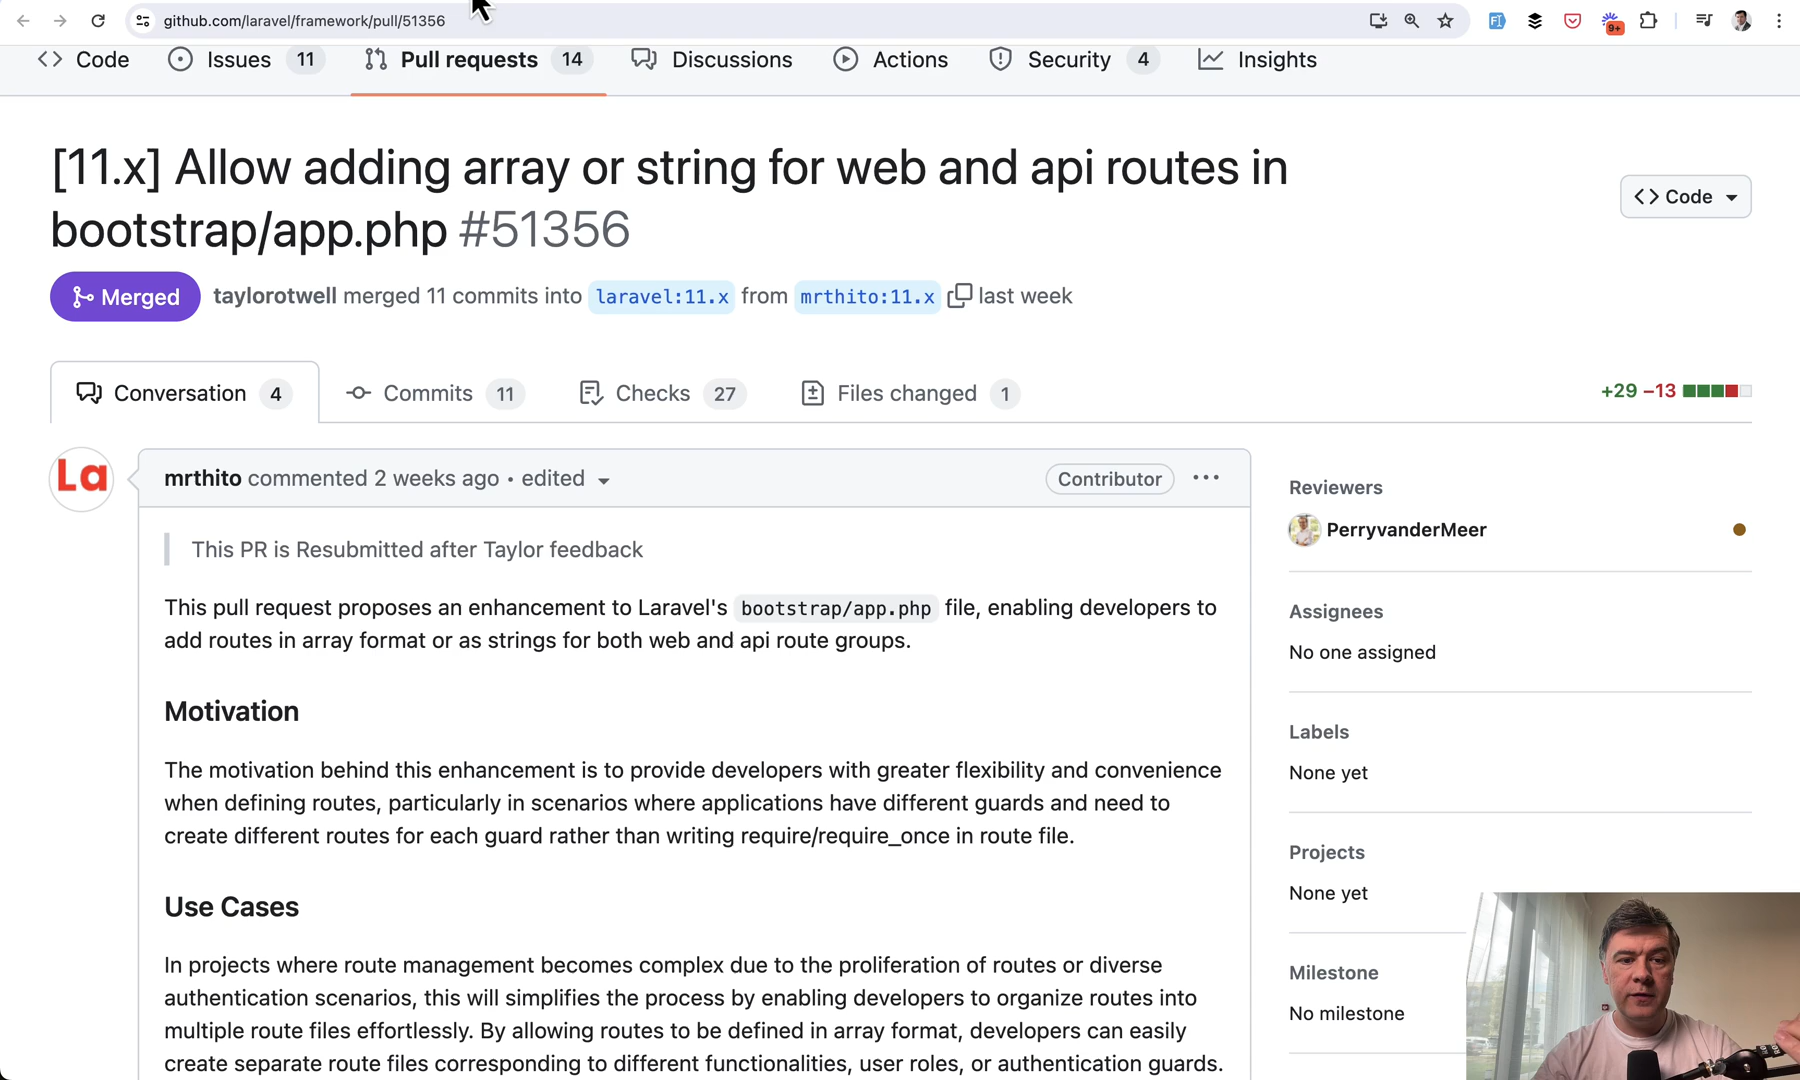 github.com/laravel/framework/pull/51356
9+
Code
Issues 11
Pull requests 14
Discussions
Actions
Security 4
Insights
[11.x] Allow adding array or string for web and api routes in
bootstrap/app.php #51356
Code
Merged
taylorotwell merged 11 commits into laravel:11.x from mrthito:11.x last week
Conversation 4
Commits 11
Checks 27
Files changed 1
+29 −13
La
mrthito commented 2 weeks ago • edited
Contributor
This PR is Resubmitted after Taylor feedback
This pull request proposes an enhancement to Laravel's bootstrap/app.php file, enabling developers to
add routes in array format or as strings for both web and api route groups.
Motivation
The motivation behind this enhancement is to provide developers with greater flexibility and convenience
when defining routes, particularly in scenarios where applications have different guards and need to
create different routes for each guard rather than writing require/require_once in route file.
Use Cases
In projects where route management becomes complex due to the proliferation of routes or diverse
authentication scenarios, this will simplifies the process by enabling developers to organize routes into
multiple route files effortlessly. By allowing routes to be defined in array format, developers can easily
create separate route files corresponding to different functionalities, user roles, or authentication guards.
Reviewers
PerryvanderMeer
Assignees
No one assigned
Labels
None yet
Projects
None yet
Milestone
No milestone